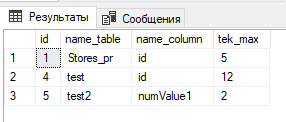 Результаты Сообщения
id name_table name_column tek_max
1 1 Stores_pr id 5
2 4 test id 12
3 5 test2 numValue1 2